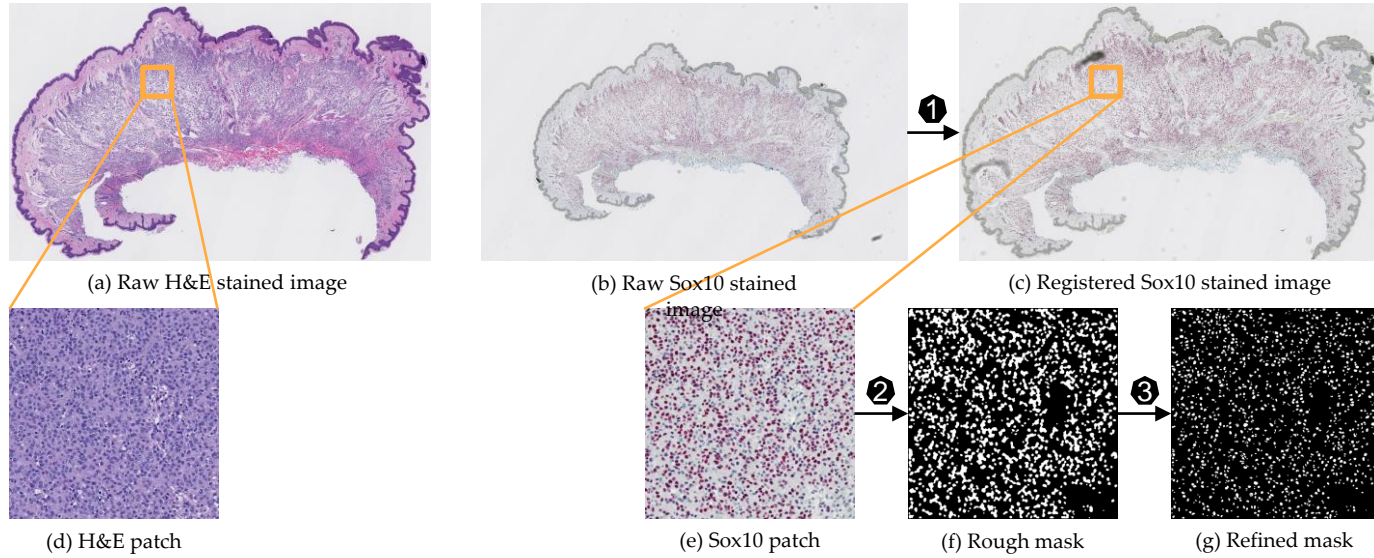 1
(a) Raw H&E stained image
(b) Raw Sox10 stained
image
(c) Registered Sox10 stained image
2
3
(d) H&E patch
(e) Sox10 patch
(f) Rough mask
(g) Refined mask